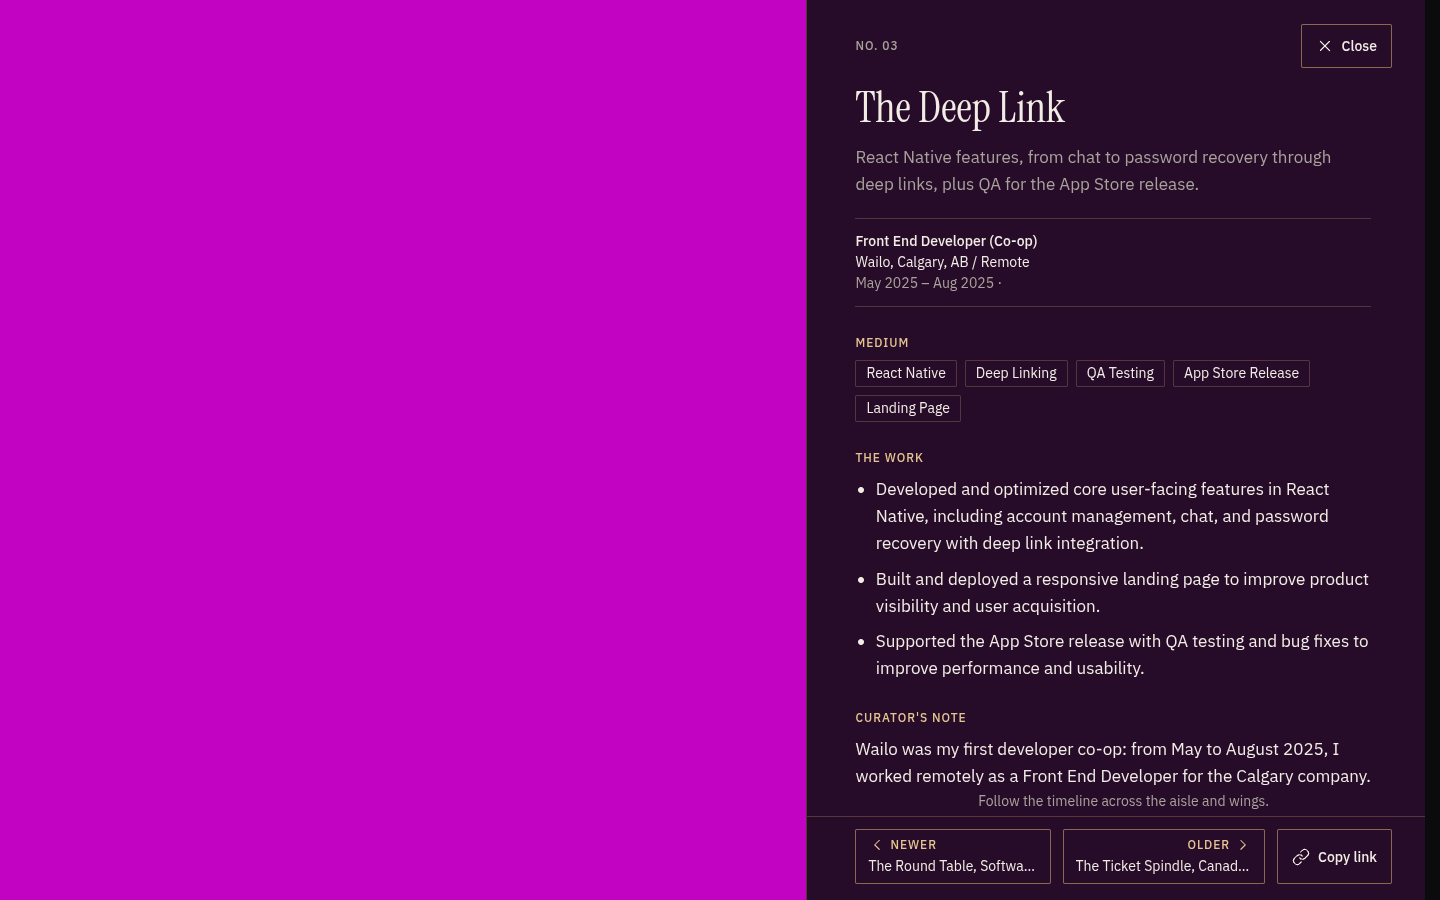 NO. 03
Close
The Deep Link
React Native features, from chat to password recovery through
deep links, plus QA for the App Store release.
Front End Developer (Co-op)
Wailo, Calgary, AB / Remote
May 2025 – Aug 2025 ·
MEDIUM
React Native
Deep Linking
QA Testing
App Store Release
Landing Page
THE WORK
• Developed and optimized core user-facing features in React
Native, including account management, chat, and password
recovery with deep link integration.
• Built and deployed a responsive landing page to improve product
visibility and user acquisition.
• Supported the App Store release with QA testing and bug fixes to
improve performance and usability.
CURATOR'S NOTE
Wailo was my first developer co-op: from May to August 2025, I
worked remotely as a Front End Developer for the Calgary company.
Follow the timeline across the aisle and wings.
NEWER
The Round Table, Softwa…
OLDER
The Ticket Spindle, Canad…
Copy link